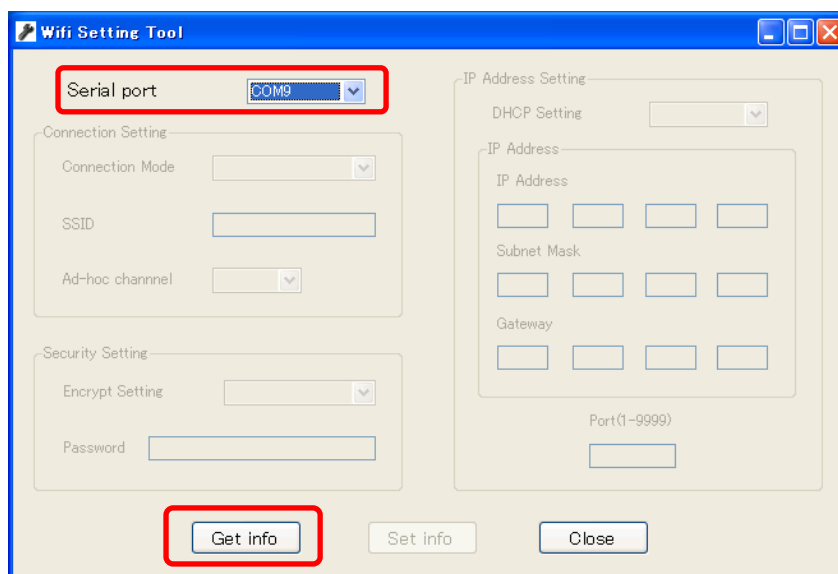 Wifi Setting Tool
Serial port COM9
Connection Setting
Connection Mode
SSID
Ad-hoc channnel
Security Setting
Encrypt Setting
Password
IP Address Setting
DHCP Setting
IP Address
IP Address
Subnet Mask
Gateway
Port(1-9999)
Get info Set info Close